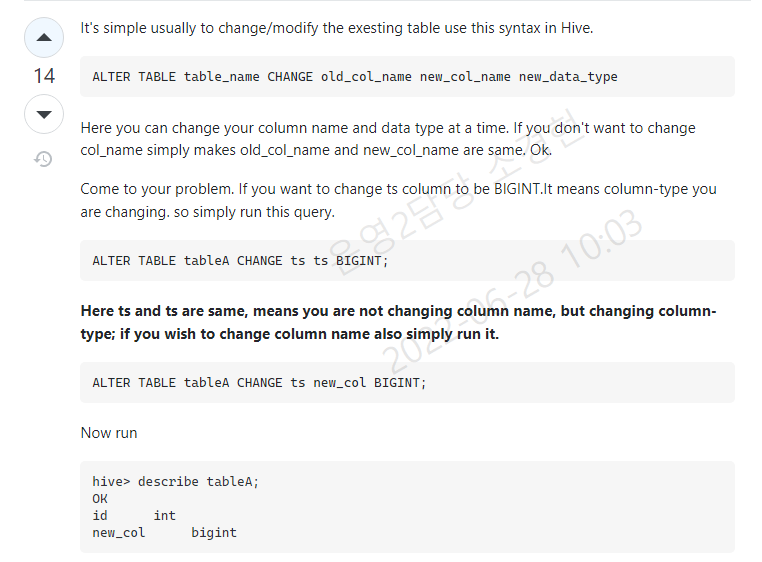 It's simple usually to change/modify the exesting table use this syntax in Hive.
ALTER TABLE table_name CHANGE old_col_name new_col_name new_data_type
14
Here you can change your column name and data type at a time. If you don't want to change
col_name simply makes old_col_name and new_col_name are same. Ok.
Come to your problem. If you want to change ts column to be BIGINT.It means column-type you
are changing. so simply run this query.
ALTER TABLE tableA CHANGE ts ts BIGINT;
Here ts and ts are same, means you are not changing column name, but changing column-
type; if you wish to change column name also simply run it.
ALTER TABLE tableA CHANGE ts new_col BIGINT;
Now run
hive> describe tableA;
OK
id int
new_col bigint
운영2담당 소경현
2022-06-28 10:03